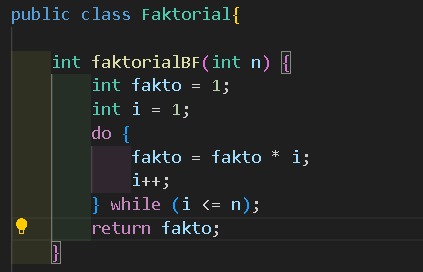 public class Faktorial{
int faktorialBF(int n) {
int fakto = 1;
int i = 1;
do {
fakto = fakto * i;
i++;
} while (i <= n);
return fakto;
}